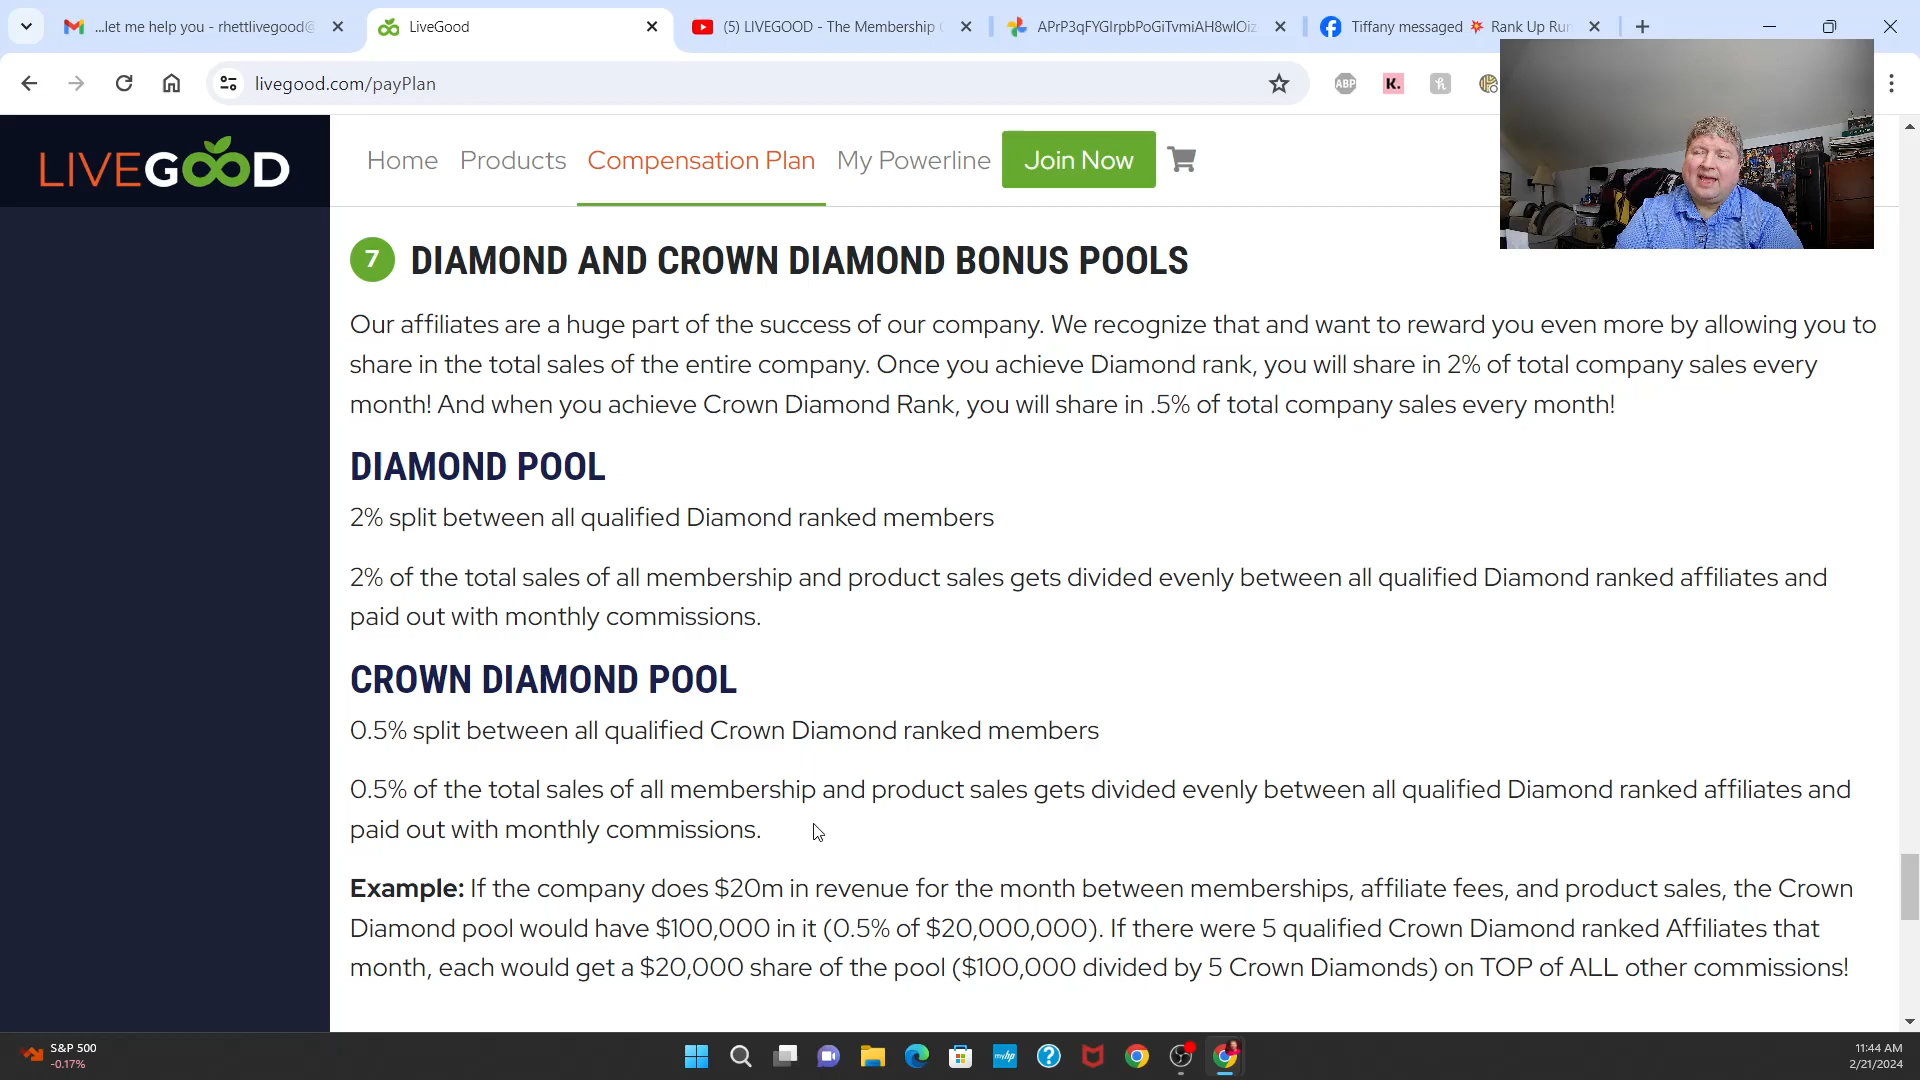 ...let me help you - rhettlivegood@
LiveGood
(5) LIVEGOOD - The Membership
Tiffany messaged 💥 Rank Up Run
livegood.com/payPlan
ABP
K.
LIVEGOOD
Home
Products
Compensation Plan
My Powerline
Join Now
7 DIAMOND AND CROWN DIAMOND BONUS POOLS
Our affiliates are a huge part of the success of our company. We recognize that and want to reward you even more by allowing you to
share in the total sales of the entire company. Once you achieve Diamond rank, you will share in 2% of total company sales every
month! And when you achieve Crown Diamond Rank, you will share in .5% of total company sales every month!
DIAMOND POOL
2% split between all qualified Diamond ranked members
2% of the total sales of all membership and product sales gets divided evenly between all qualified Diamond ranked affiliates and
paid out with monthly commissions.
CROWN DIAMOND POOL
0.5% split between all qualified Crown Diamond ranked members
0.5% of the total sales of all membership and product sales gets divided evenly between all qualified Diamond ranked affiliates and
paid out with monthly commissions.
Example: If the company does $20m in revenue for the month between memberships, affiliate fees, and product sales, the Crown
Diamond pool would have $100,000 in it (0.5% of $20,000,000). If there were 5 qualified Crown Diamond ranked Affiliates that
month, each would get a $20,000 share of the pool ($100,000 divided by 5 Crown Diamonds) on TOP of ALL other commissions!
S&P 500
-0.17%
myhp
11:44 AM
2/21/2024